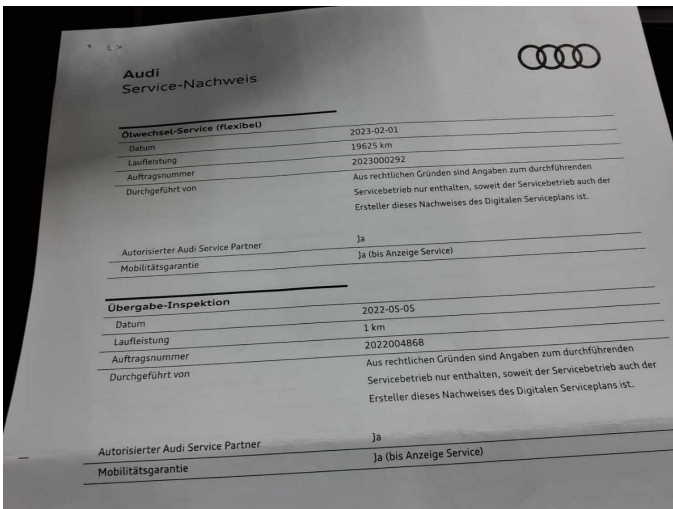 Audi
Service-Nachweis
Ölwechsel-Service (flexibel)
Datum 2023-02-01
Laufleistung 19625 km
Auftragsnummer 2023000292
Durchgeführt von Aus rechtlichen Gründen sind Angaben zum durchführenden
Servicebetrieb nur enthalten, soweit der Servicebetrieb auch der
Ersteller dieses Nachweises des Digitalen Serviceplans ist.
Autorisierter Audi Service Partner Ja
Mobilitätsgarantie Ja (bis Anzeige Service)
Übergabe-Inspektion
Datum 2022-05-05
Laufleistung 1 km
Auftragsnummer 2022004868
Durchgeführt von Aus rechtlichen Gründen sind Angaben zum durchführenden
Servicebetrieb nur enthalten, soweit der Servicebetrieb auch der
Ersteller dieses Nachweises des Digitalen Serviceplans ist.
Autorisierter Audi Service Partner Ja
Mobilitätsgarantie Ja (bis Anzeige Service)